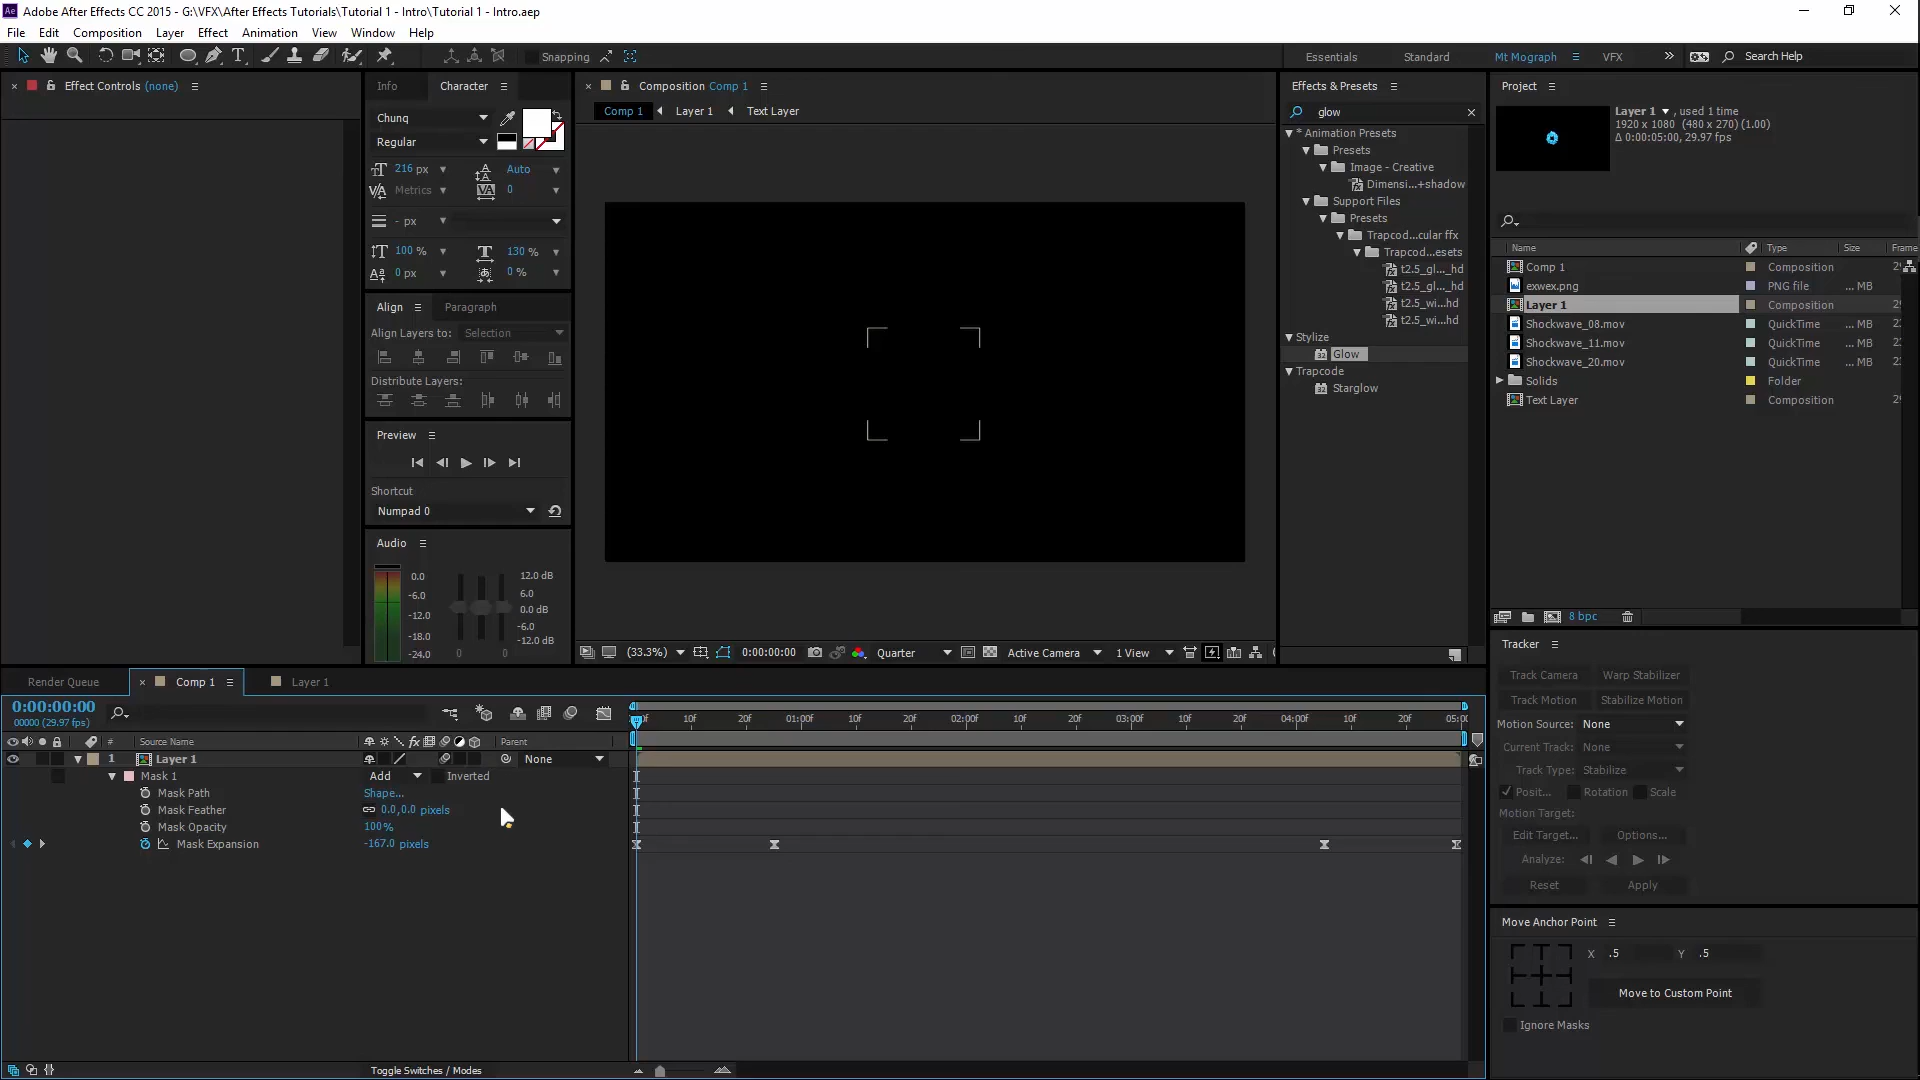 Adobe After Effects CC 2015 - G:\VFX\After Effects Tutorials\Tutorial 1 - Intro\Tutorial 1 - Intro.aep
File Edit Composition Layer Effect Animation View Window Help
Snapping
Essentials Standard Mt Mograph VFX Search Help
Effect Controls (none)
Info Character
Chunq
Regular
216 px Auto
Metrics 0
- px
100 % 130 %
0 px 0 %
Align Paragraph
Align Layers to: Selection
Distribute Layers:
Preview
Shortcut
Numpad 0
Audio
0.0 12.0 dB
-6.0 6.0
-12.0 0.0 dB
-18.0 -6.0
-24.0 -12.0 dB
0 0
Composition Comp 1
Comp 1 Layer 1 Text Layer
(33.3%) 0:00:00:00 Quarter Active Camera 1 View
Effects & Presets
glow
* Animation Presets
Presets
Image - Creative
Dimensi...+shadow
Support Files
Presets
Trapcod...cular ffx
Trapcod...esets
t2.5_gl..._hd
t2.5_gl..._hd
t2.5_wi...hd
t2.5_wi...hd
Stylize
Glow
Trapcode
Starglow
Project
Layer 1 , used 1 time
1920 x 1080 (480 x 270) (1.00)
Δ 0:00:05:00, 29.97 fps
Name Type Size Frame
Comp 1 Composition
exwex.png PNG file ... MB
Layer 1 Composition
Shockwave_08.mov QuickTime ... MB
Shockwave_11.mov QuickTime ... MB
Shockwave_20.mov QuickTime ... MB
Solids Folder
Text Layer Composition
8 bpc
Tracker
Track Camera Warp Stabilizer
Track Motion Stabilize Motion
Motion Source: None
Current Track: None
Track Type: Stabilize
Posit... Rotation Scale
Motion Target:
Edit Target... Options...
Analyze:
Reset Apply
Move Anchor Point
X .5 Y .5
Move to Custom Point
Ignore Masks
Render Queue Comp 1 Layer 1
0:00:00:00
00000 (29.97 fps)
10f 20f 01:00f 10f 20f 02:00f 10f 20f 03:00f 10f 20f 04:00f 10f 20f
# Source Name Parent
1 Layer 1 None
Mask 1 Add Inverted
Mask Path Shape...
Mask Feather 0.0,0.0 pixels
Mask Opacity 100%
Mask Expansion -167.0 pixels
Toggle Switches / Modes